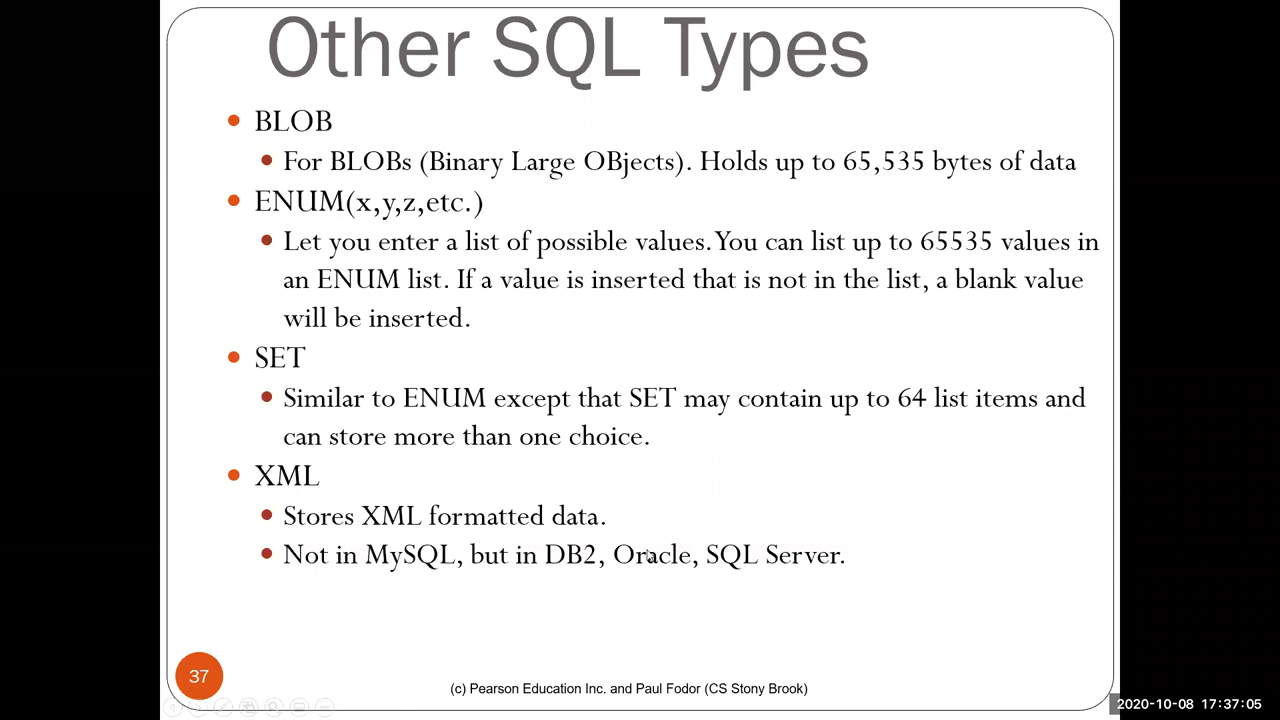 Other SQL Types
BLOB
For BLOBs (Binary Large OBjects). Holds up to 65,535 bytes of data
ENUM(x,y,z,etc.)
Let you enter a list of possible values. You can list up to 65535 values in
an ENUM list. If a value is inserted that is not in the list, a blank value
will be inserted.
SET
Similar to ENUM except that SET may contain up to 64 list items and
can store more than one choice.
XML
Stores XML formatted data.
Not in MySQL, but in DB2, Oracle, SQL Server.
37
(c) Pearson Education Inc. and Paul Fodor (CS Stony Brook)
2020-10-08 17:37:05